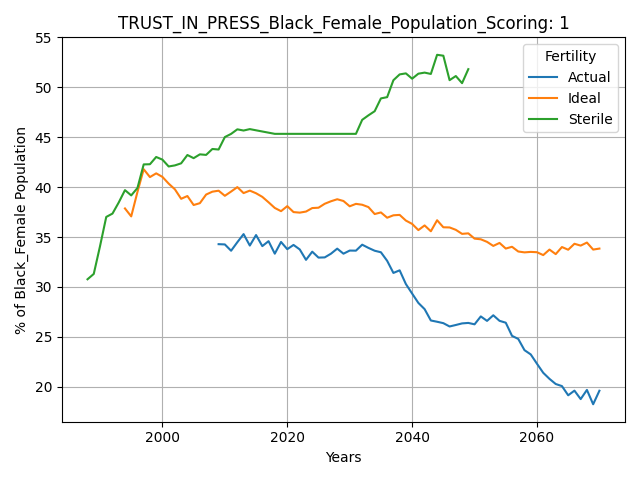 TRUST_IN_PRESS_Black_Female_Population_Scoring: 1
55
50
45
40
35
30
25
20
% of Black_Female Population
2000 2020 2040 2060
Years
Fertility
Actual
Ideal
Sterile